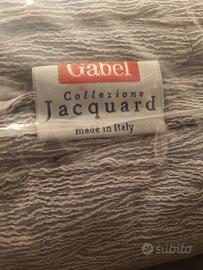 Gabel
Collezione
Jacquard
made in Italy
subito